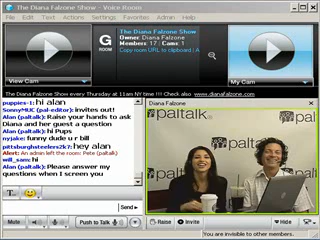 The Diana Falzone Show - Voice Room
File Edit Text Actions Settings Favorites Admin Help
G
ROOM
The Diana Falzone Show
Owner: Diana Falzone
Members: 17 | Cams: 1
Copy room URL to clipboard | A
View Cam
My Cam
The Diana Falzone Show every Thursday at 11am NY time !!! Check also www.dianafalzone.com
puppies-1: hi alan
SonyaMUC (pal-editor): invites out!
Alan (paltalk): Raise your hands to ask
Diana and her guest a question
Alan (paltalk): hi Pups
nyjake: funny dude u r bill
pittsburghsteelers2k7: hey alan
Alert: An admin left the room: Pete (paltalk)
will_sam: hi
Alan (paltalk): Please answer my
questions when I screen you
Diana Falzone
paltalk
paltalk
Send
Mute
Push to Talk
Raise
Invite
Hide
You are invisible to other members.